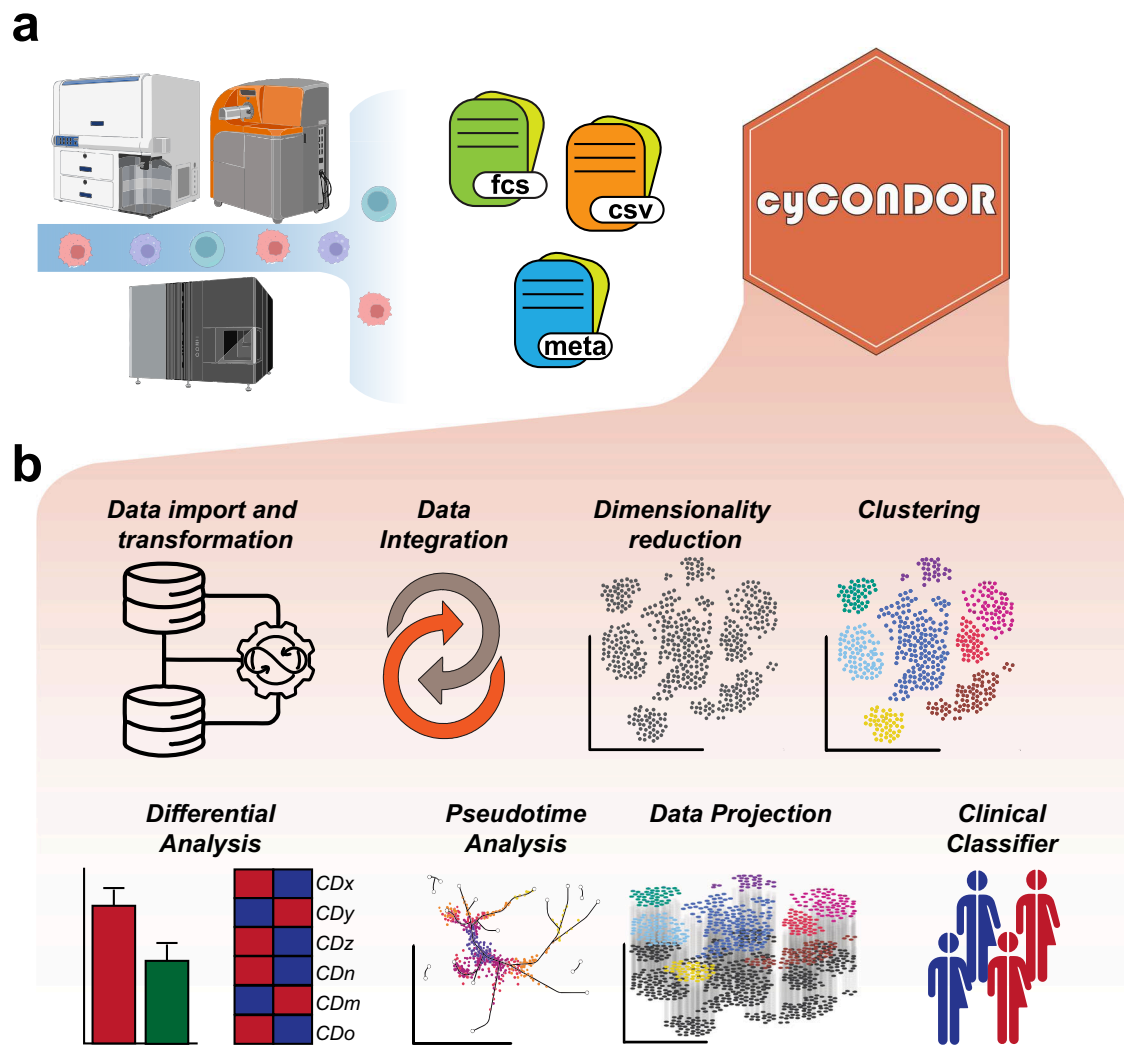 a
fcs
csv
meta
cyCONDOR
b
Data import and
transformation
Data
Integration
Dimensionality
reduction
Clustering
Differential
Analysis
CDx
CDy
CDz
CDn
CDm
CDo
Pseudotime
Analysis
Data Projection
Clinical
Classifier